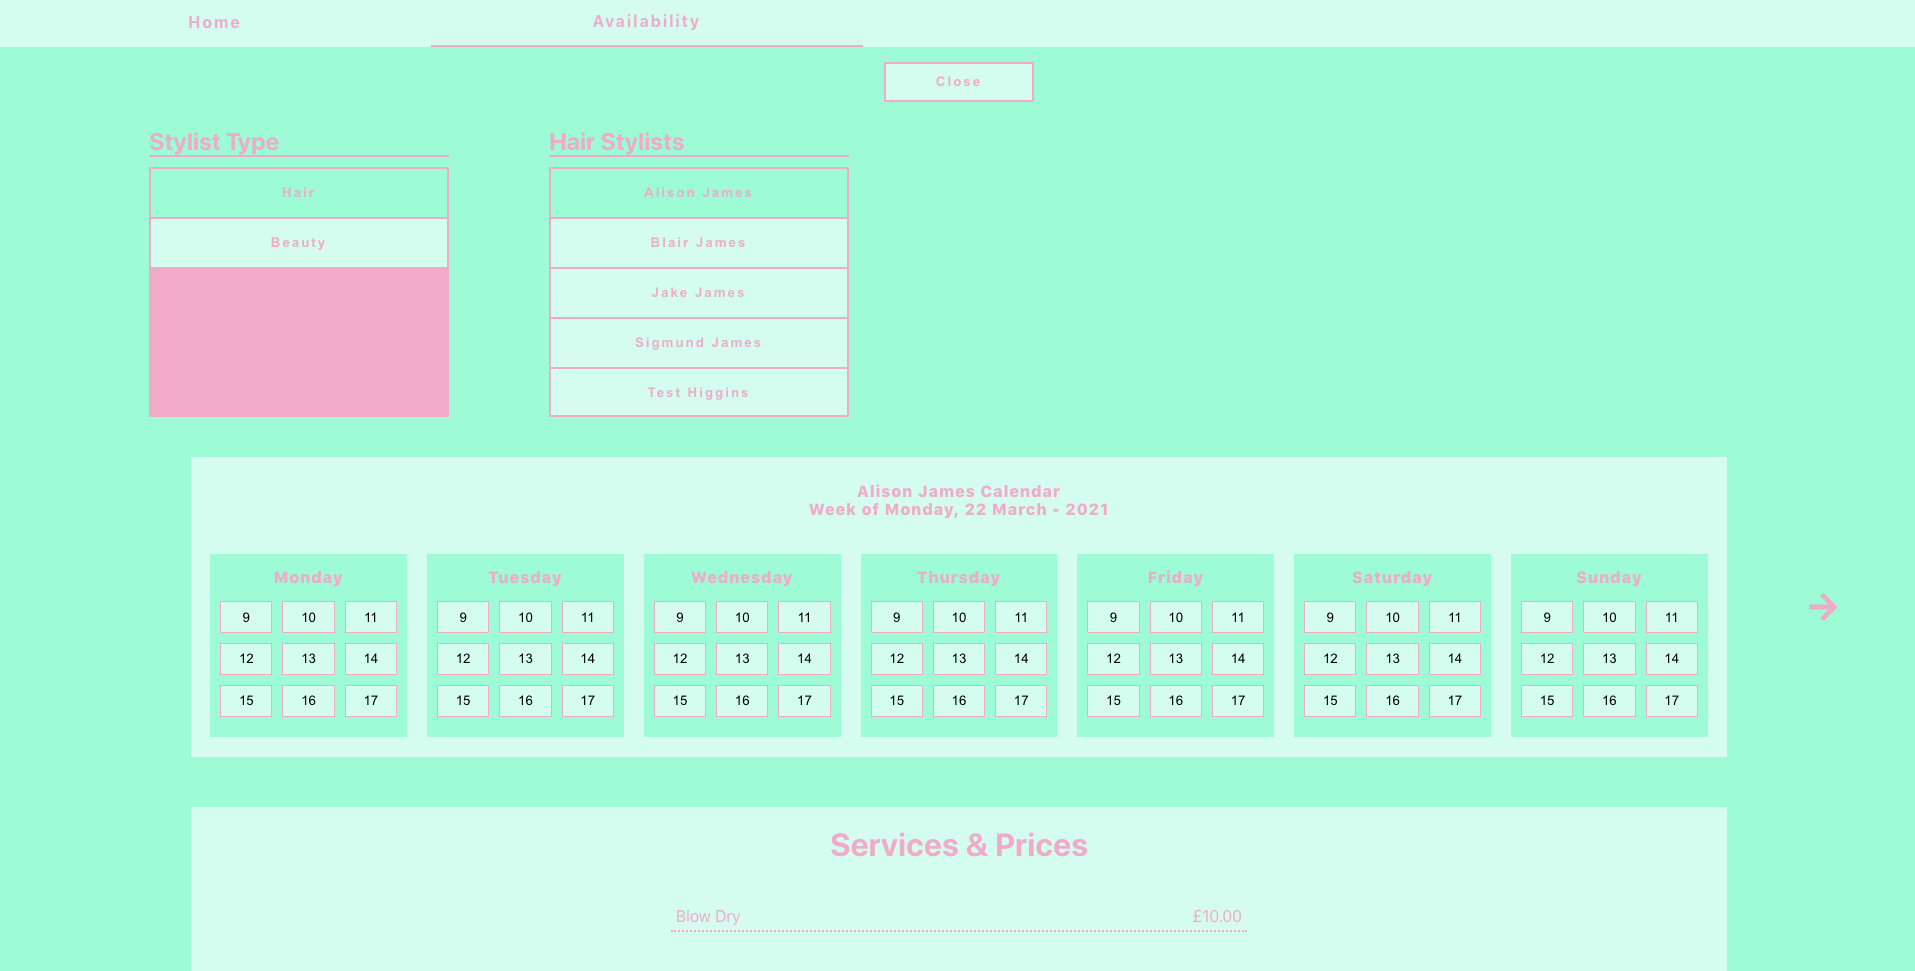 Home
Availability
Close
Stylist Type
Hair
Beauty
Hair Stylists
Alison James
Blair James
Jake James
Sigmund James
Test Higgins
Alison James Calendar
Week of Monday, 22 March - 2021
Monday
9 10 11
12 13 14
15 16 17
Tuesday
9 10 11
12 13 14
15 16 17
Wednesday
9 10 11
12 13 14
15 16 17
Thursday
9 10 11
12 13 14
15 16 17
Friday
9 10 11
12 13 14
15 16 17
Saturday
9 10 11
12 13 14
15 16 17
Sunday
9 10 11
12 13 14
15 16 17
Services & Prices
Blow Dry £10.00